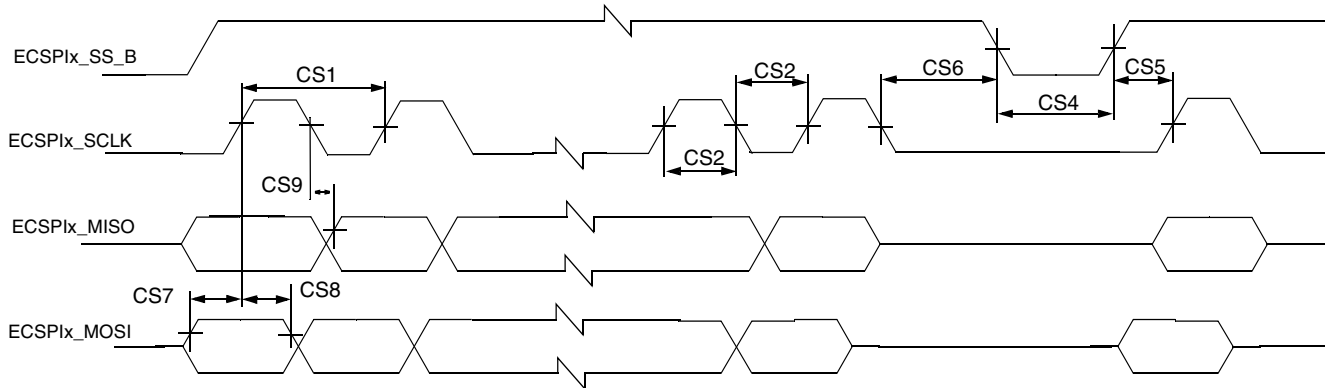 ECSPIx_SS_B
CS1
CS2
CS6
CS5
CS4
ECSPIx_SCLK
CS2
CS9
ECSPIx_MISO
CS7
CS8
ECSPIx_MOSI